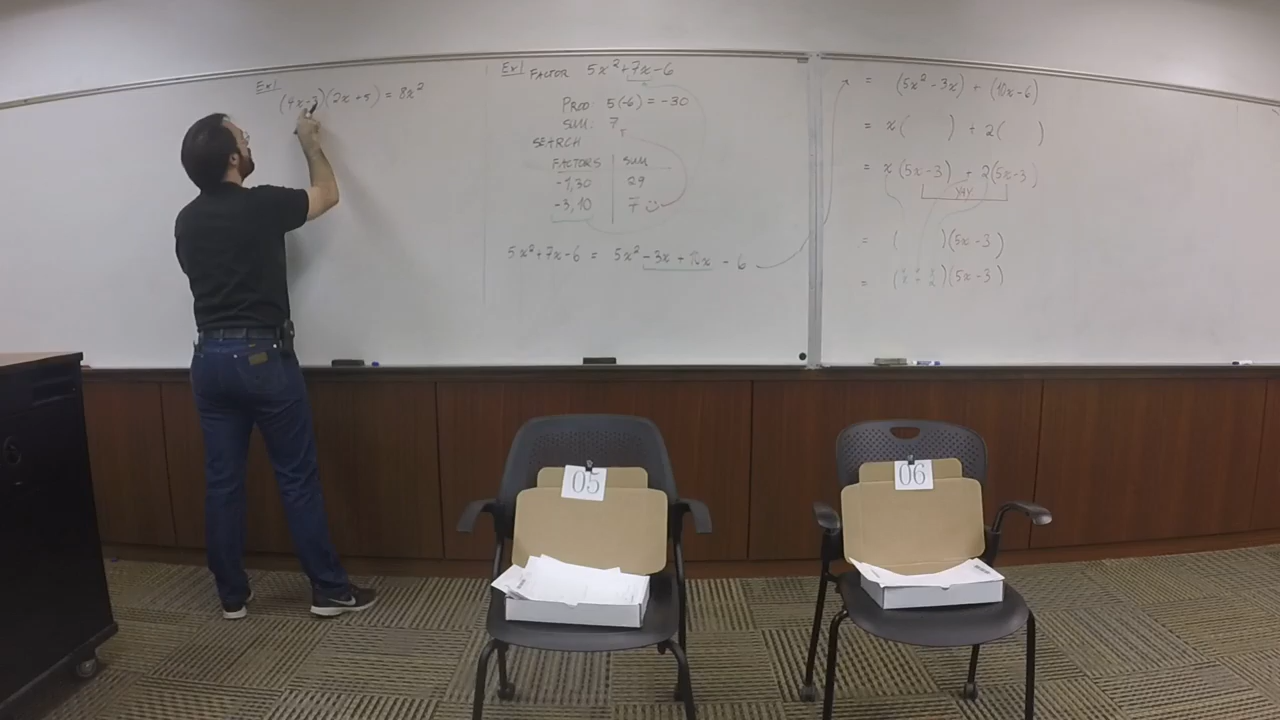 Ex1
(4x-3)(2x+5) = 8x²
Ex1 FACTOR 5x²+7x-6
PROD: 5(-6) = -30
SUM: 7
SEARCH
FACTORS SUM
-1,30 29
-3,10 7
5x²+7x-6 = 5x²-3x+10x-6
= (5x²-3x) + (10x-6)
= x( ) + 2( )
= x(5x-3) + 2(5x-3)
YAY
= ( )(5x-3)
= (x+2)(5x-3)
05
06